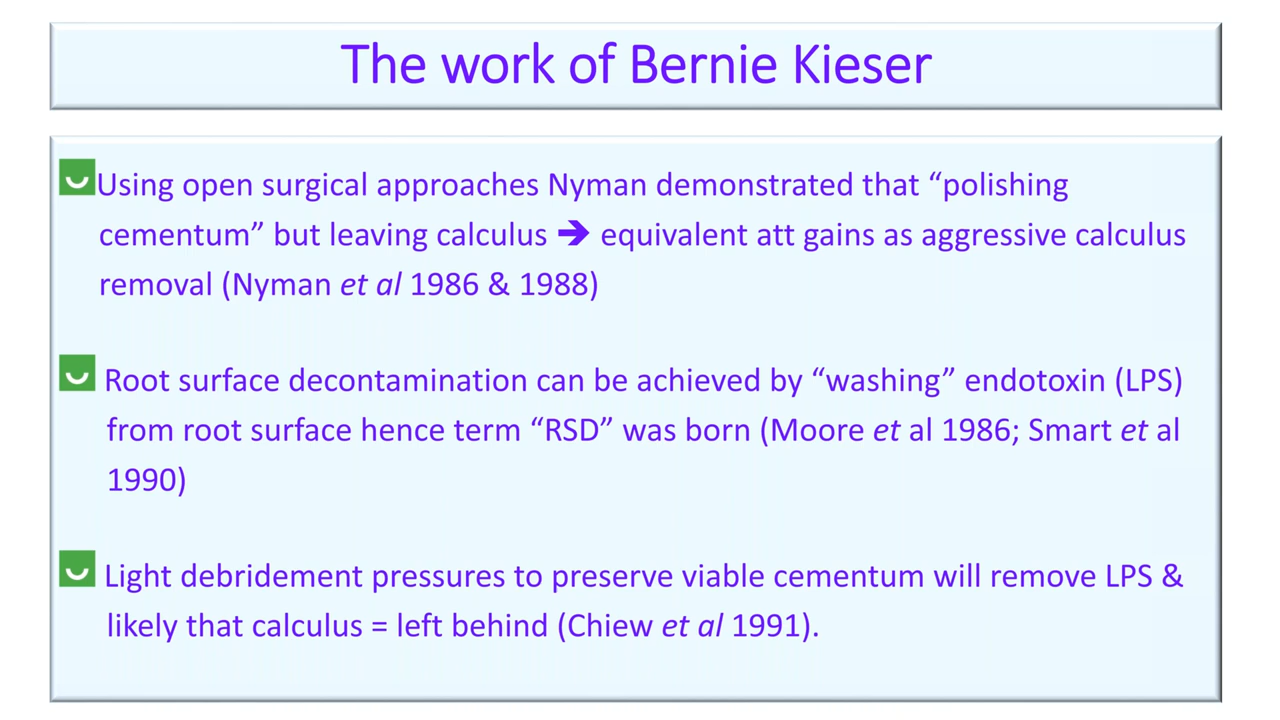 The work of Bernie Kieser
Using open surgical approaches Nyman demonstrated that “polishing
cementum” but leaving calculus ➔ equivalent att gains as aggressive calculus
removal (Nyman et al 1986 & 1988)
Root surface decontamination can be achieved by “washing” endotoxin (LPS)
from root surface hence term “RSD” was born (Moore et al 1986; Smart et al
1990)
Light debridement pressures to preserve viable cementum will remove LPS &
likely that calculus = left behind (Chiew et al 1991).